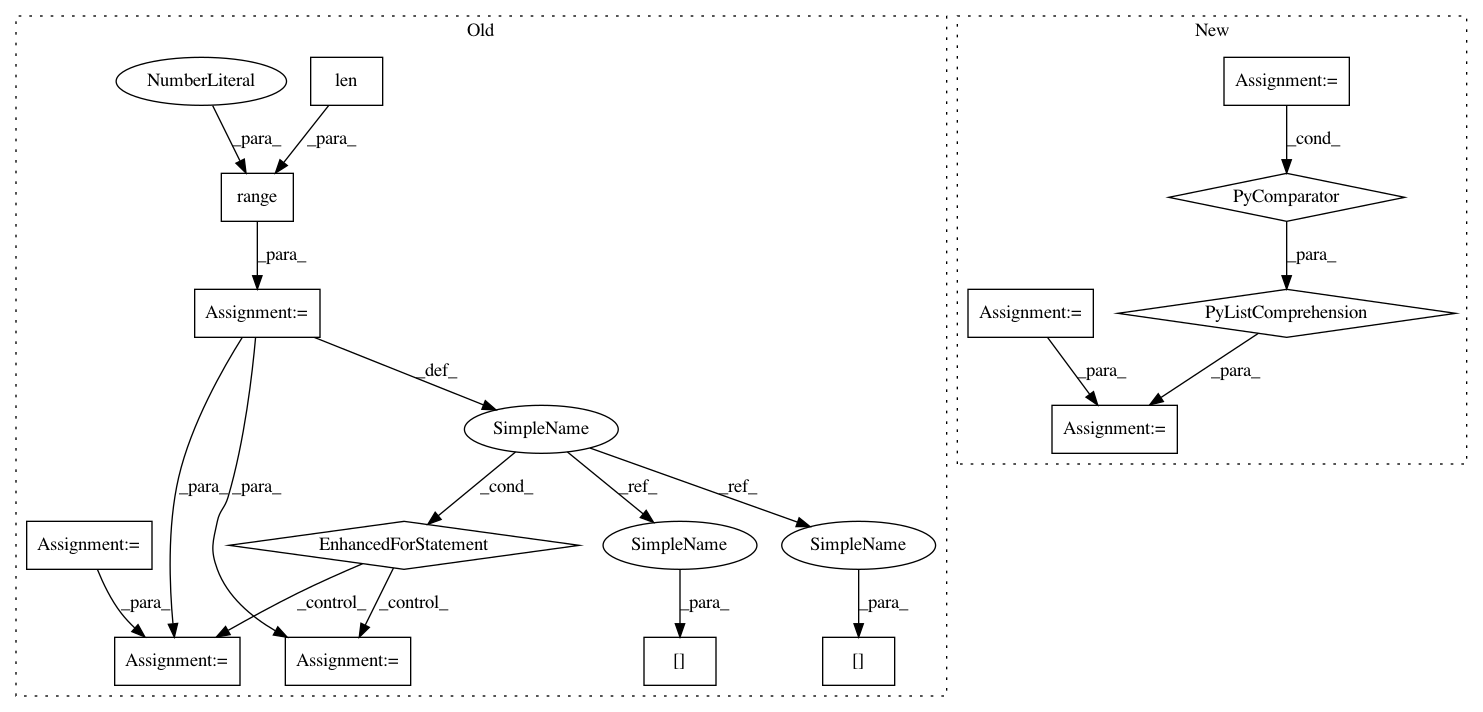 Old
New
NumberLiteral
len
Assignment:=
_para_
_para_
_cond_
range
PyComparator
_para_
_para_
Assignment:=
Assignment:=
PyListComprehension
_def_
_para_
_para_
SimpleName
Assignment:=
_para_
_para_
_cond_
_ref_
_ref_
Assignment:=
EnhancedForStatement
SimpleName
SimpleName
_para_
_control_
_control_
_para_
_para_
Assignment:=
Assignment:=
[]
[]